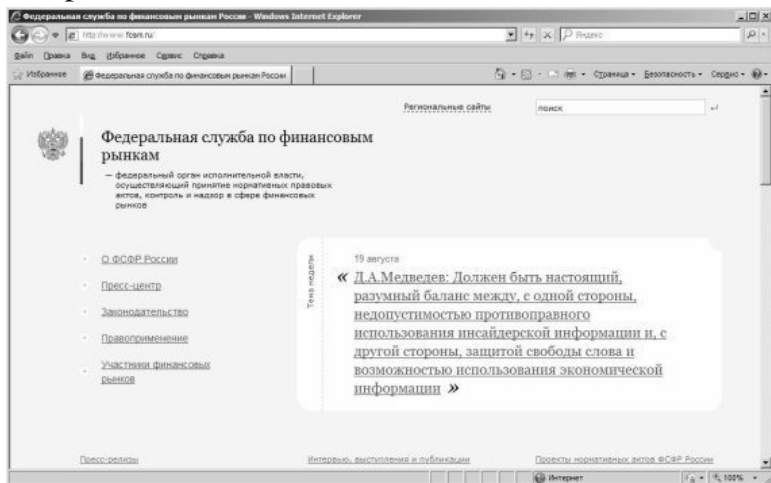 Федеральная служба по финансовым рынкам России - Windows Internet Explorer
http://www.fcsm.ru/
Яндекс
Файл Правка Вид Избранное Сервис Справка
Избранное
Федеральная служба по финансовым рынкам России
Страница
Безопасность
Сервис
Региональные сайты
поиск
Федеральная служба по финансовым
рынкам
— федеральный орган исполнительной власти,
осуществляющий принятие нормативных правовых
актов, контроль и надзор в сфере финансовых
рынков
О ФСФР России
Пресс-центр
Законодательство
Правоприменение
Участники финансовых
рынков
Тема недели
19 августа
« Д.А.Медведев: Должен быть настоящий,
разумный баланс между, с одной стороны,
недопустимостью противоправного
использования инсайдерской информации и, с
другой стороны, защитой свободы слова и
возможностью использования экономической
информации »
Пресс-релизы
Интервью, выступления и публикации
Проекты нормативных актов ФСФР России
Интернет
100%